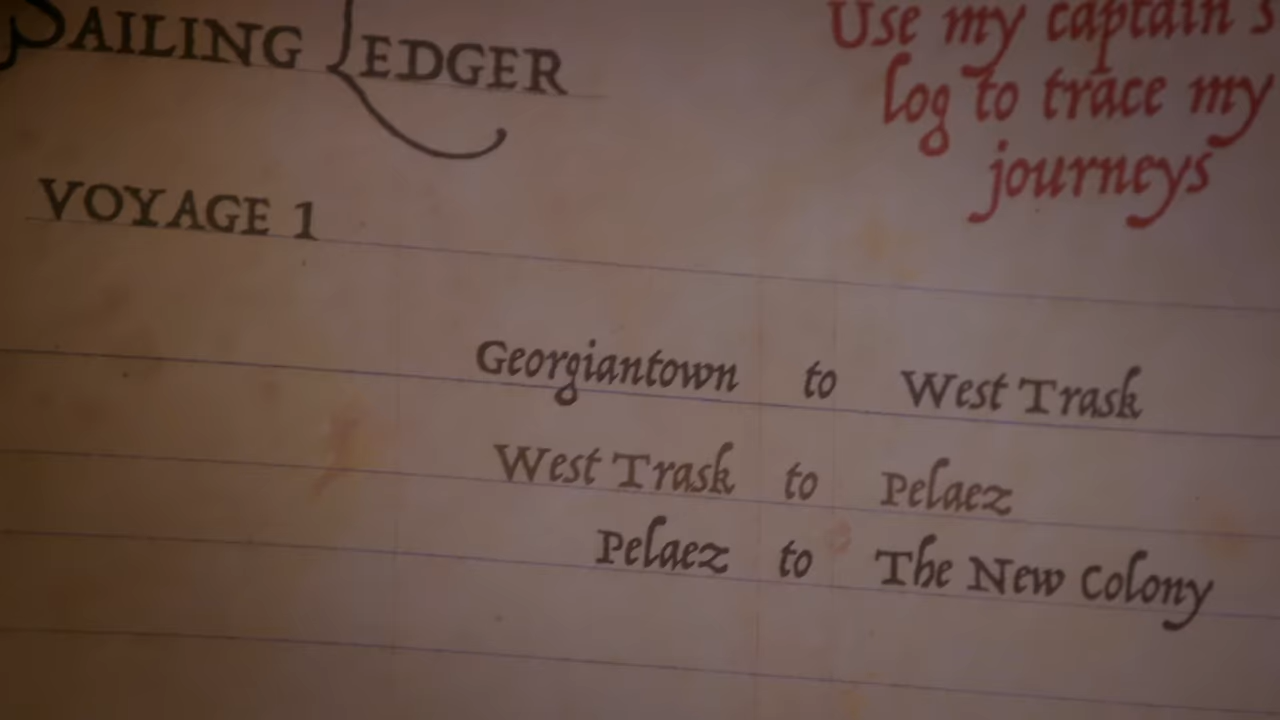 SAILING LEDGER
Use my captain's
log to trace my
journeys
VOYAGE 1
Georgiantown to West Trask
West Trask to Pelaez
Pelaez to The New Colony